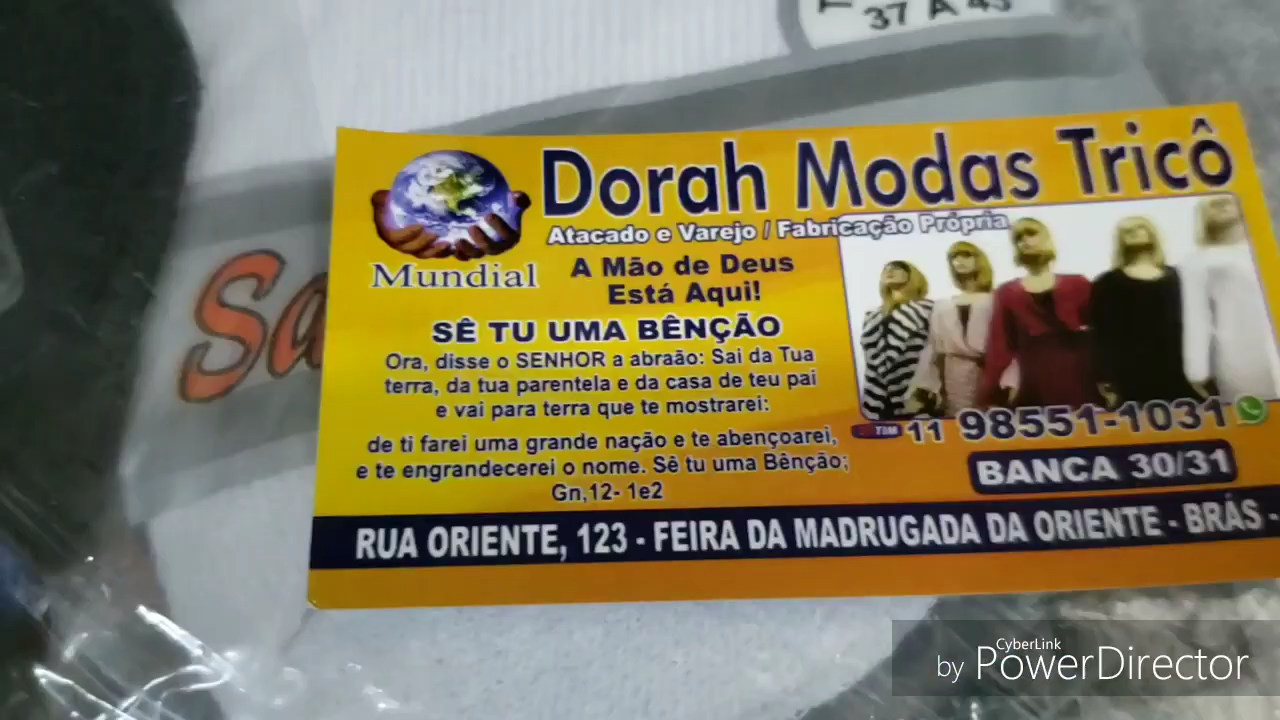 37 A 43
Sa
Dorah Modas Tricô
Atacado e Varejo / Fabricação Própria
Mundial
A Mão de Deus
Está Aqui!
SÊ TU UMA BÊNÇÃO
Ora, disse o SENHOR a abraão: Sai da Tua
terra, da tua parentela e da casa de teu pai
e vai para terra que te mostrarei:
de ti farei uma grande nação e te abençoarei,
e te engrandecerei o nome. Sê tu uma Bênção;
Gn,12- 1e2
TIM 11 98551-1031
BANCA 30/31
RUA ORIENTE, 123 - FEIRA DA MADRUGADA DA ORIENTE - BRÁS -
CyberLink
by PowerDirector